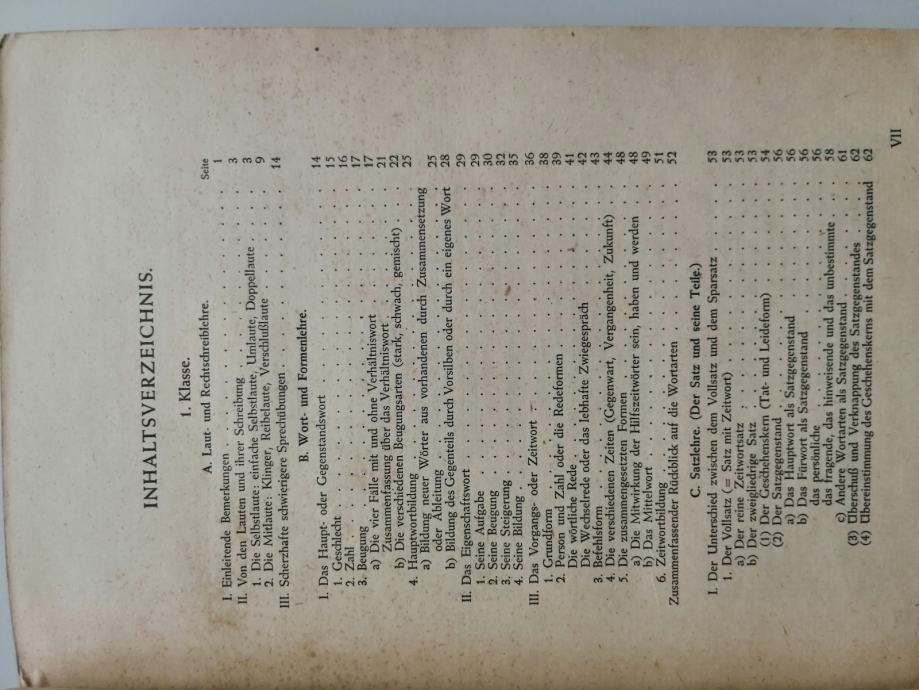 INHALTSVERZEICHNIS.
1. Klasse.
A. Laut- und Rechtschreiblehre.
Seite
I. Einleitende Bemerkungen . . . 1
II. Von den Lauten und ihrer Schreibung . . . 3
1. Die Selbstlaute: einfache Selbstlaute, Umlaute, Doppellaute . . . 3
2. Die Mitlaute: Klinger, Reibelaute, Verschlußlaute . . . 9
III. Scherzhafte schwierigere Sprechübungen . . . 14
B. Wort- und Formenlehre.
I. Das Haupt- oder Gegenstandswort . . . 14
1. Geschlecht . . . 15
2. Zahl . . . 16
3. Beugung . . . 17
a) Die vier Fälle mit und ohne Verhältniswort . . . 17
Zusammenfassung über das Verhältniswort . . . 21
b) Die verschiedenen Beugungsarten (stark, schwach, gemischt) . . . 22
4. Hauptwortbildung . . . 25
a) Bildung neuer Wörter aus vorhandenen durch Zusammensetzung
oder Ableitung . . . 25
b) Bildung des Gegenteils durch Vorsilben oder durch ein eigenes Wort 28
II. Das Eigenschaftswort . . . 29
1. Seine Aufgabe . . . 29
2. Seine Beugung . . . 30
3. Seine Steigerung . . . 32
4. Seine Bildung . . . 35
III. Das Vorgangs- oder Zeitwort . . . 36
1. Grundform . . . 38
2. Person und Zahl oder die Redeformen . . . 39
Die wörtliche Rede . . . 41
Die Wechselrede oder das lebhafte Zwiegespräch . . . 42
3. Befehlsform . . . 43
4. Die verschiedenen Zeiten (Gegenwart, Vergangenheit, Zukunft) . . . 44
5. Die zusammengesetzten Formen . . . 48
a) Die Mitwirkung der Hilfszeitwörter sein, haben und werden . . . 48
b) Das Mittelwort . . . 49
6. Zeitwortbildung . . . 51
Zusammenfassender Rückblick auf die Wortarten . . . 52
C. Satzlehre. (Der Satz und seine Teile.)
I. Der Unterschied zwischen dem Vollsatz und dem Sparsatz . . . 53
1. Der Vollsatz (= Satz mit Zeitwort) . . . 53
a) Der reine Zeitwortsatz . . . 53
b) Der zweigliedrige Satz . . . 53
(1) Der Geschehenskern (Tat- und Leideform) . . . 54
(2) Der Satzgegenstand . . . 56
a) Das Hauptwort als Satzgegenstand . . . 56
b) Das Fürwort als Satzgegenstand . . . 56
das persönliche . . . 56
das fragende, das hinweisende und das unbestimmte . . . 58
c) Andere Wortarten als Satzgegenstand . . . 61
(3) Überschuß und Verknappung des Satzgegenstandes . . . 62
(4) Übereinstimmung des Geschehenskerns mit dem Satzgegenstand 62
VII